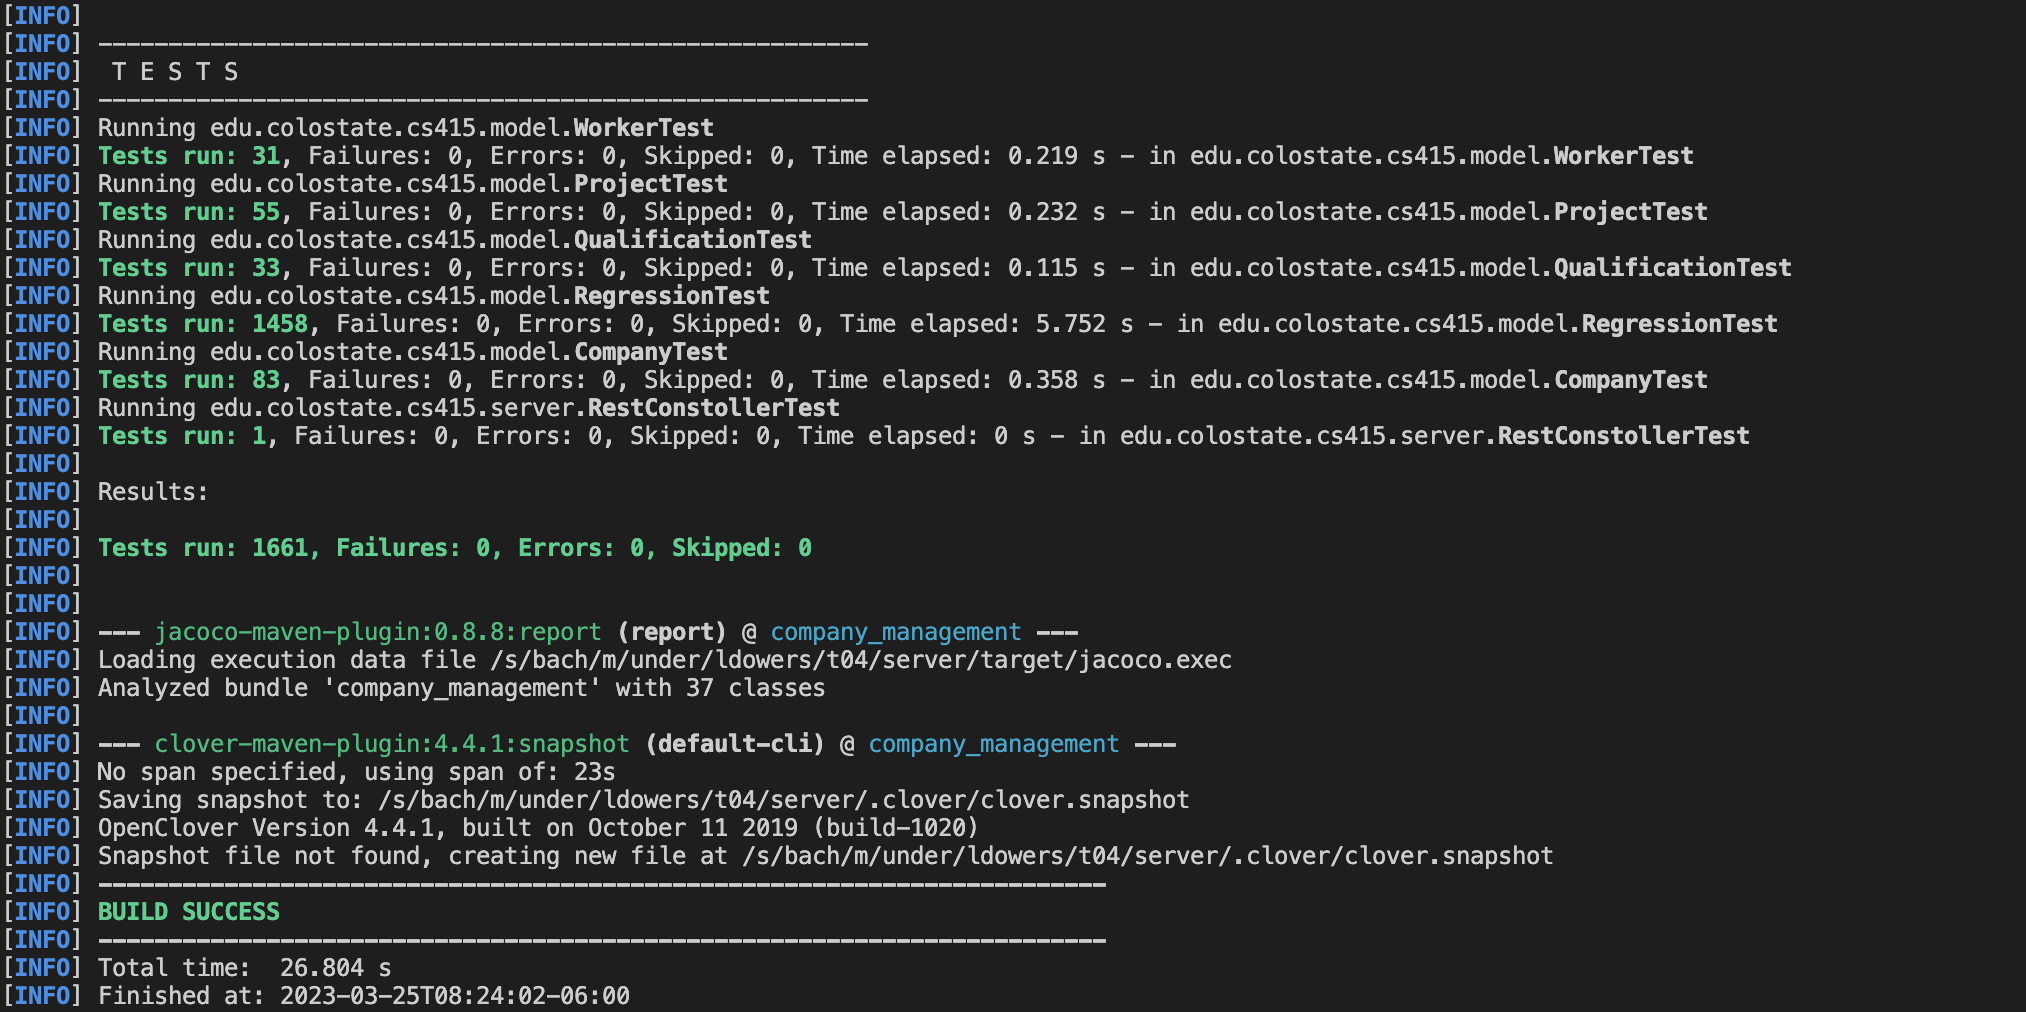 [INFO]
[INFO] -------------------------------------------------------
[INFO]  T E S T S
[INFO] -------------------------------------------------------
[INFO] Running edu.colostate.cs415.model.WorkerTest
[INFO] Tests run: 31, Failures: 0, Errors: 0, Skipped: 0, Time elapsed: 0.219 s - in edu.colostate.cs415.model.WorkerTest
[INFO] Running edu.colostate.cs415.model.ProjectTest
[INFO] Tests run: 55, Failures: 0, Errors: 0, Skipped: 0, Time elapsed: 0.232 s - in edu.colostate.cs415.model.ProjectTest
[INFO] Running edu.colostate.cs415.model.QualificationTest
[INFO] Tests run: 33, Failures: 0, Errors: 0, Skipped: 0, Time elapsed: 0.115 s - in edu.colostate.cs415.model.QualificationTest
[INFO] Running edu.colostate.cs415.model.RegressionTest
[INFO] Tests run: 1458, Failures: 0, Errors: 0, Skipped: 0, Time elapsed: 5.752 s - in edu.colostate.cs415.model.RegressionTest
[INFO] Running edu.colostate.cs415.model.CompanyTest
[INFO] Tests run: 83, Failures: 0, Errors: 0, Skipped: 0, Time elapsed: 0.358 s - in edu.colostate.cs415.model.CompanyTest
[INFO] Running edu.colostate.cs415.server.RestConstollerTest
[INFO] Tests run: 1, Failures: 0, Errors: 0, Skipped: 0, Time elapsed: 0 s - in edu.colostate.cs415.server.RestConstollerTest
[INFO]
[INFO] Results:
[INFO]
[INFO] Tests run: 1661, Failures: 0, Errors: 0, Skipped: 0
[INFO]
[INFO]
[INFO] --- jacoco-maven-plugin:0.8.8:report (report) @ company_management ---
[INFO] Loading execution data file /s/bach/m/under/ldowers/t04/server/target/jacoco.exec
[INFO] Analyzed bundle 'company_management' with 37 classes
[INFO]
[INFO] --- clover-maven-plugin:4.4.1:snapshot (default-cli) @ company_management ---
[INFO] No span specified, using span of: 23s
[INFO] Saving snapshot to: /s/bach/m/under/ldowers/t04/server/.clover/clover.snapshot
[INFO] OpenClover Version 4.4.1, built on October 11 2019 (build-1020)
[INFO] Snapshot file not found, creating new file at /s/bach/m/under/ldowers/t04/server/.clover/clover.snapshot
[INFO] ------------------------------------------------------------------------
[INFO] BUILD SUCCESS
[INFO] ------------------------------------------------------------------------
[INFO] Total time:  26.804 s
[INFO] Finished at: 2023-03-25T08:24:02-06:00